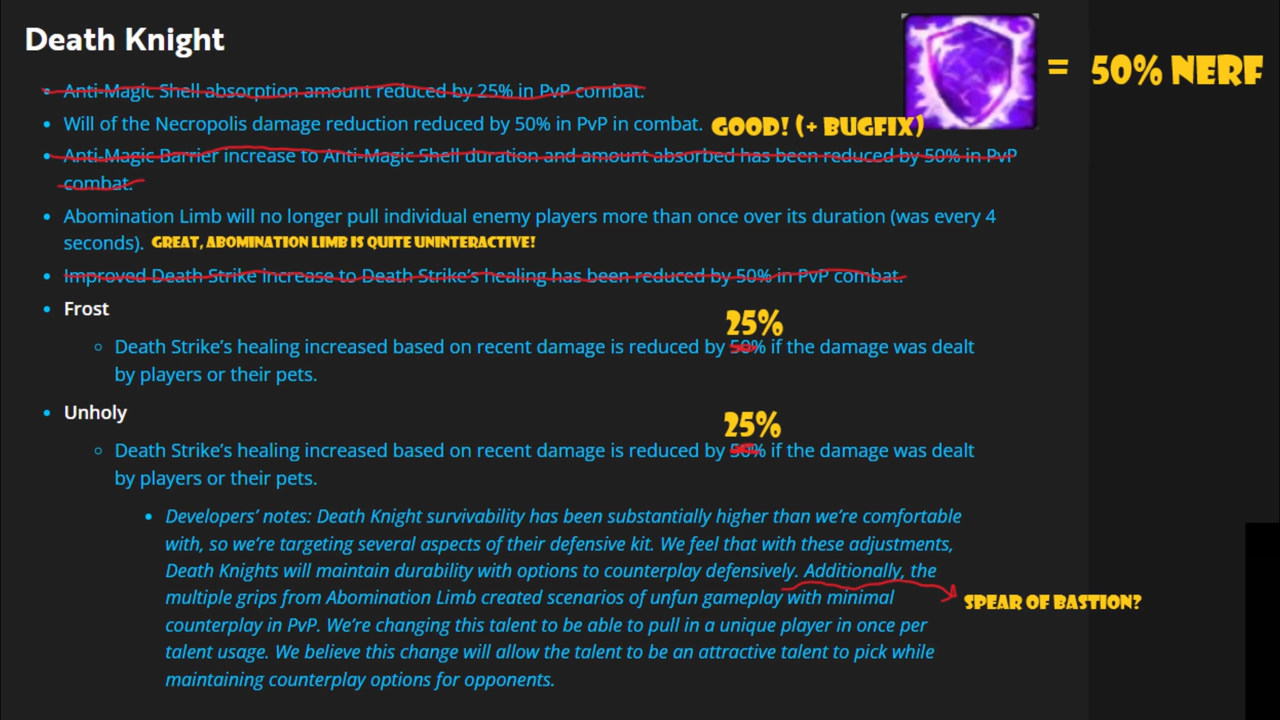 Death Knight
= 50% NERF
Anti-Magic Shell absorption amount reduced by 25% in PvP combat.
Will of the Necropolis damage reduction reduced by 50% in PvP in combat. GOOD! (+ BUGFIX)
Anti-Magic Barrier increase to Anti-Magic Shell duration and amount absorbed has been reduced by 50% in PvP
combat.
Abomination Limb will no longer pull individual enemy players more than once over its duration (was every 4
seconds). GREAT, ABOMINATION LIMB IS QUITE UNINTERACTIVE!
Improved Death Strike increase to Death Strike's healing has been reduced by 50% in PvP combat.
Frost
25%
Death Strike's healing increased based on recent damage is reduced by 50% if the damage was dealt
by players or their pets.
Unholy
25%
Death Strike's healing increased based on recent damage is reduced by 50% if the damage was dealt
by players or their pets.
Developers' notes: Death Knight survivability has been substantially higher than we're comfortable
with, so we're targeting several aspects of their defensive kit. We feel that with these adjustments,
Death Knights will maintain durability with options to counterplay defensively. Additionally, the
multiple grips from Abomination Limb created scenarios of unfun gameplay with minimal
SPEAR OF BASTION?
counterplay in PvP. We're changing this talent to be able to pull in a unique player in once per
talent usage. We believe this change will allow the talent to be an attractive talent to pick while
maintaining counterplay options for opponents.